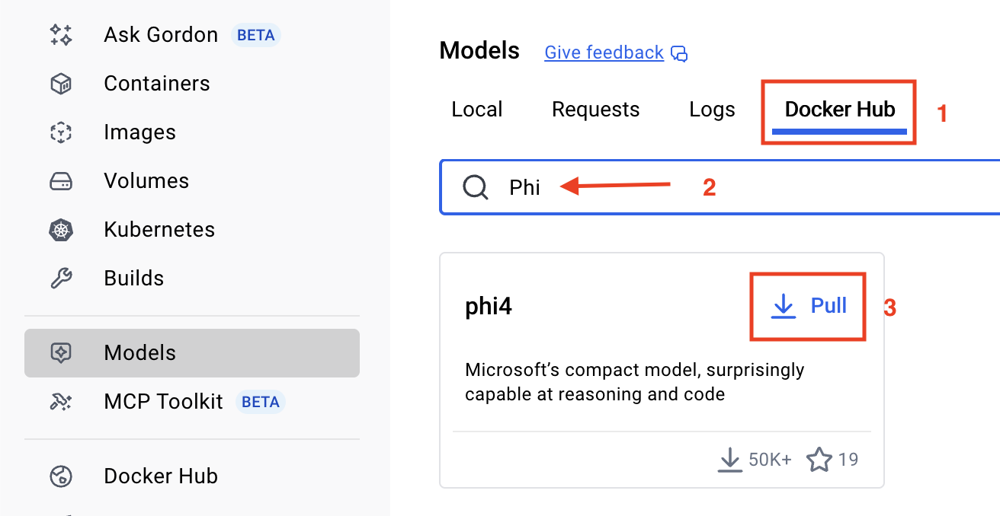 Ask Gordon BETA
Containers
Images
Volumes
Kubernetes
Builds
Models
MCP Toolkit BETA
Docker Hub
Models Give feedback
Local Requests Logs Docker Hub 1
Phi 2
phi4 Pull 3
Microsoft’s compact model, surprisingly
capable at reasoning and code
50K+ 19